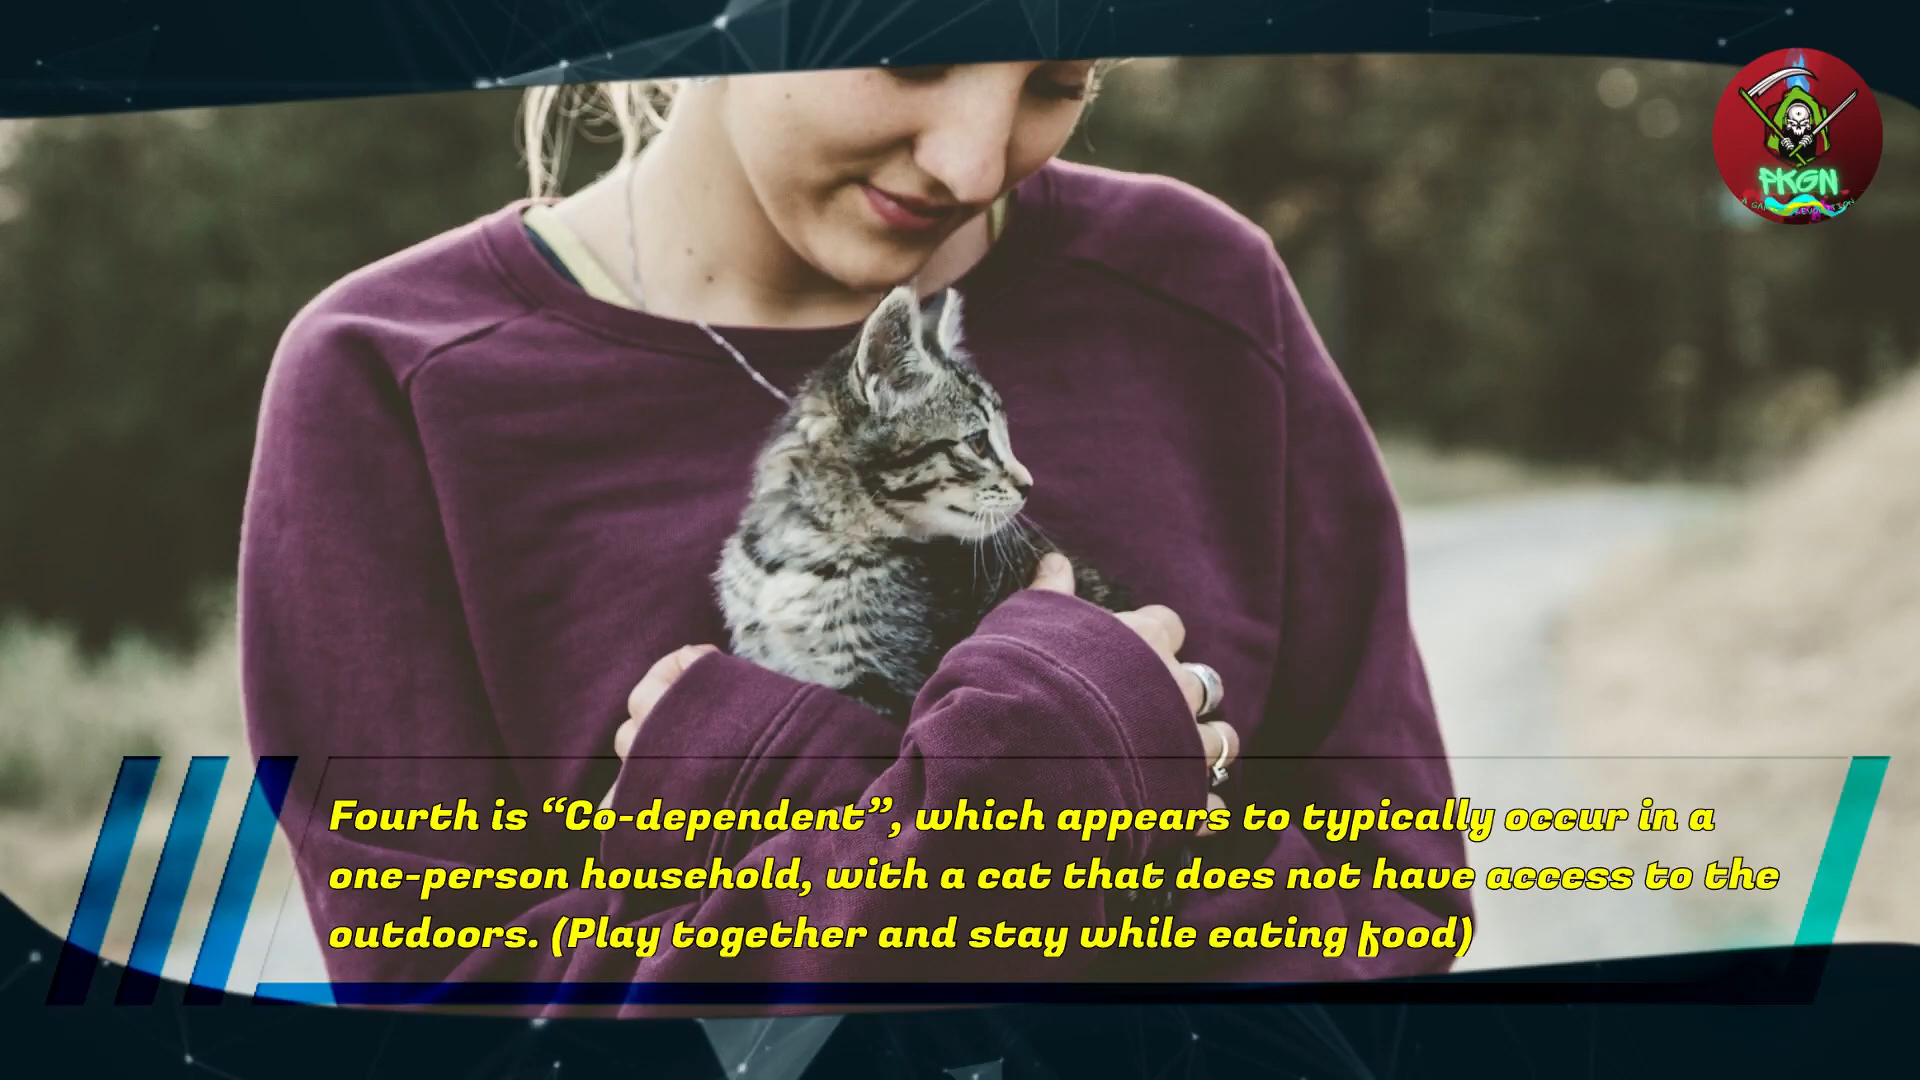 PKGN
Fourth is “Co-dependent”, which appears to typically occur in a
one-person household, with a cat that does not have access to the
outdoors. (Play together and stay while eating food)